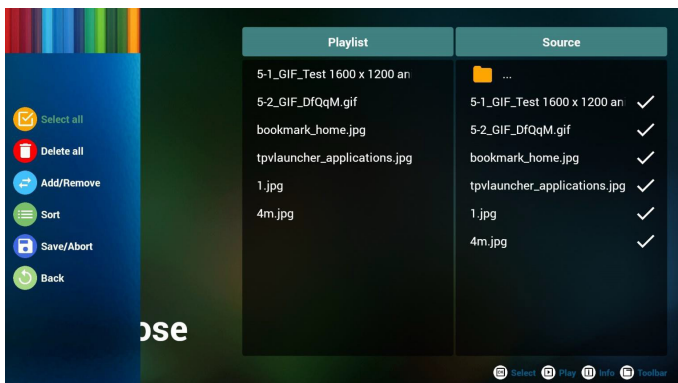 Select all
Delete all
Add/Remove
Sort
Save/Abort
Back
ose
Playlist
5-1_GIF_Test 1600 x 1200 an
5-2_GIF_DfQqM.gif
bookmark_home.jpg
tpvlauncher_applications.jpg
1.jpg
4m.jpg
Source
...
5-1_GIF_Test 1600 x 1200 an
5-2_GIF_DfQqM.gif
bookmark_home.jpg
tpvlauncher_applications.jpg
1.jpg
4m.jpg
OK Select Play Info Toolbar